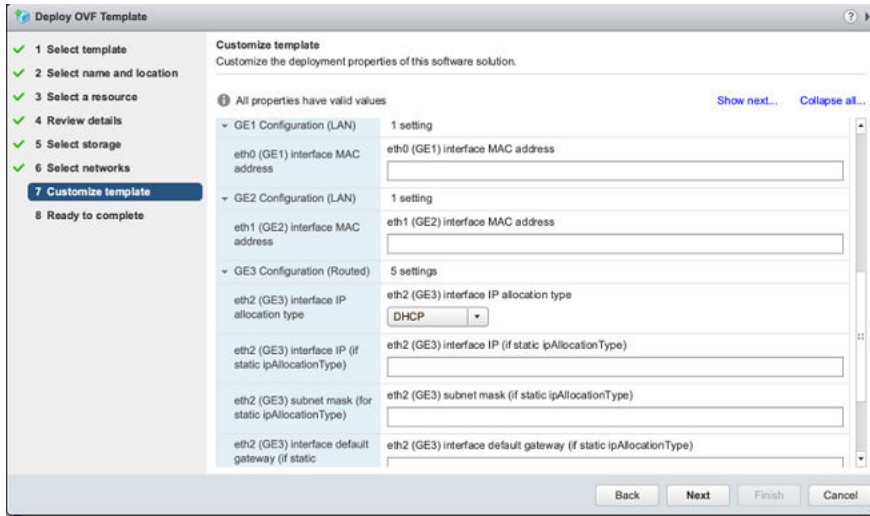 Deploy OVF Template
?
1 Select template
2 Select name and location
3 Select a resource
4 Review details
5 Select storage
6 Select networks
7 Customize template
8 Ready to complete
Customize template
Customize the deployment properties of this software solution.
All properties have valid values
Show next...
Collapse all...
GE1 Configuration (LAN)
1 setting
eth0 (GE1) interface MAC
address
eth0 (GE1) interface MAC address
GE2 Configuration (LAN)
1 setting
eth1 (GE2) interface MAC
address
eth1 (GE2) interface MAC address
GE3 Configuration (Routed)
5 settings
eth2 (GE3) interface IP
allocation type
eth2 (GE3) interface IP allocation type
DHCP
eth2 (GE3) interface IP (if
static ipAllocationType)
eth2 (GE3) interface IP (if static ipAllocationType)
eth2 (GE3) subnet mask (for
static ipAllocationType)
eth2 (GE3) subnet mask (if static ipAllocationType)
eth2 (GE3) interface default
gateway (if static
eth2 (GE3) interface default gateway (if static ipAllocationType)
Back
Next
Finish
Cancel